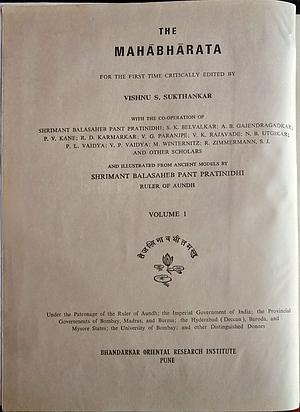 THE
MAHĀBHĀRATA
FOR THE FIRST TIME CRITICALLY EDITED BY
VISHNU S. SUKTHANKAR
WITH THE CO-OPERATION OF
SHRIMANT BALASAHEB PANT PRATINIDHI; S. K. BELVALKAR; A. B. GAJENDRAGADKAR;
P. V. KANE; R. D. KARMARKAR; V. G. PARANJPE; V. K. RAJAVADE; N. B. UTGIKAR;
P. L. VAIDYA; V. P. VAIDYA; M. WINTERNITZ; R. ZIMMERMANN, S. J.
AND OTHER SCHOLARS
AND ILLUSTRATED FROM ANCIENT MODELS BY
SHRIMANT BALASAHEB PANT PRATINIDHI
RULER OF AUNDH
VOLUME 1
तेजस्वि नावधीतमस्तु
Under the Patronage of the Ruler of Aundh; the Imperial Government of India; the Provincial
Governments of Bombay, Madras, and Burma; the Hyderabad (Deccan), Baroda, and
Mysore States; the University of Bombay; and other Distinguished Donors
BHANDARKAR ORIENTAL RESEARCH INSTITUTE
PUNE